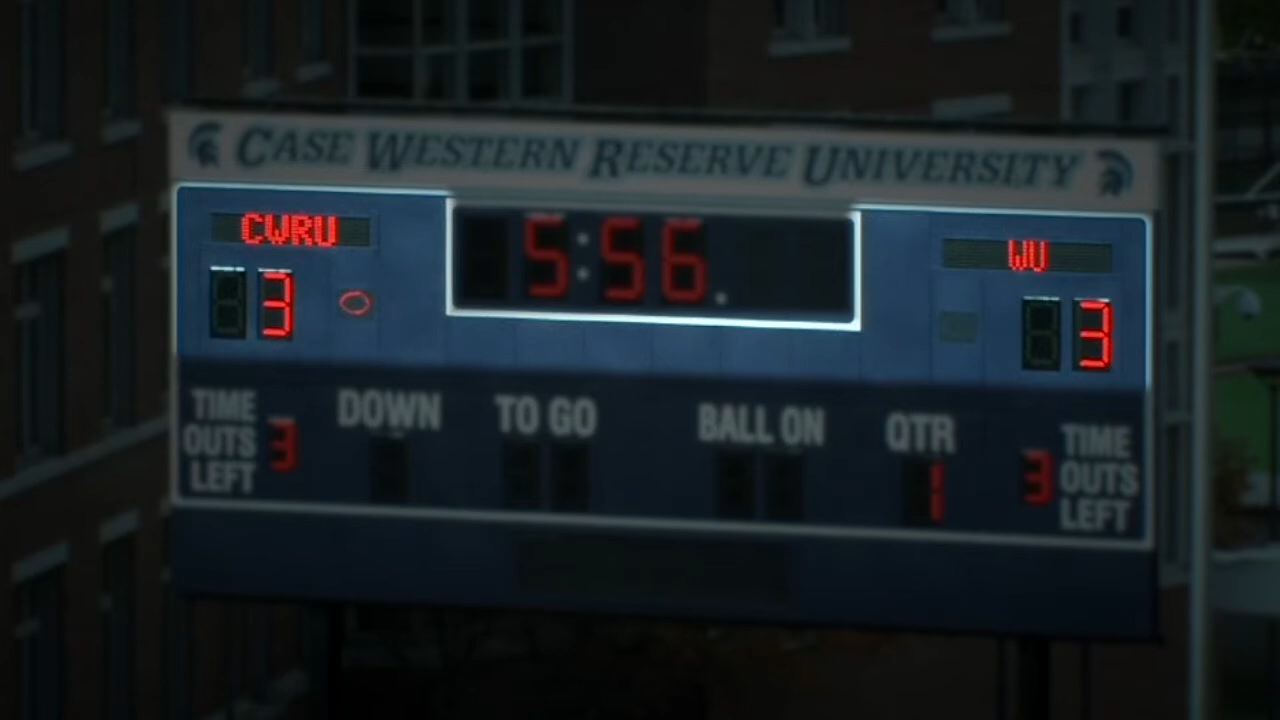 CASE WESTERN RESERVE UNIVERSITY
CWRU 5:56 WU
3 3
TIME OUTS LEFT 3
DOWN TO GO BALL ON QTR 1
3 TIME OUTS LEFT